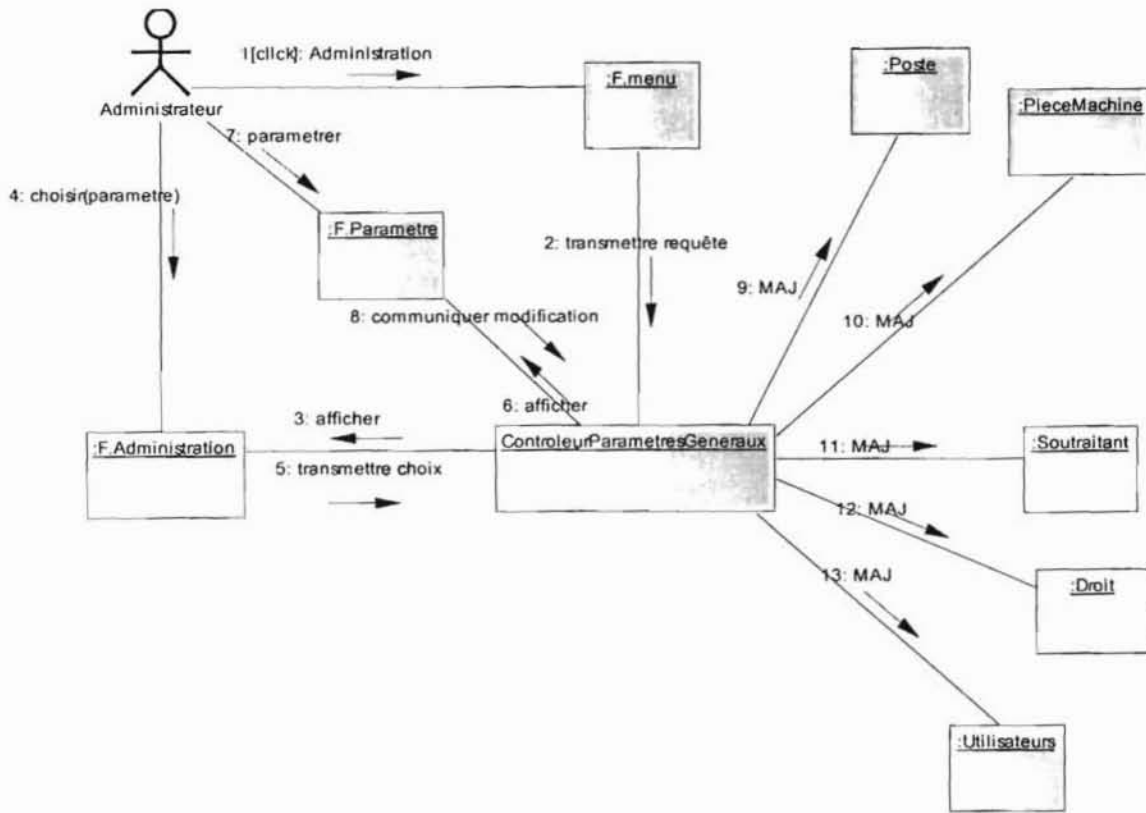 1[click]: Administration
:F.menu
:Poste
:PieceMachine
Administrateur
7: parametrer
4: choisir(parametre)
:F.Parametre
2: transmettre requête
9: MAJ
8: communiquer modification
10: MAJ
6: afficher
3: afficher
:F.Administration
ControleurParametresGeneraux
11: MAJ
:Soutraitant
5: transmettre choix
12: MAJ
13: MAJ
:Droit
:Utilisateurs